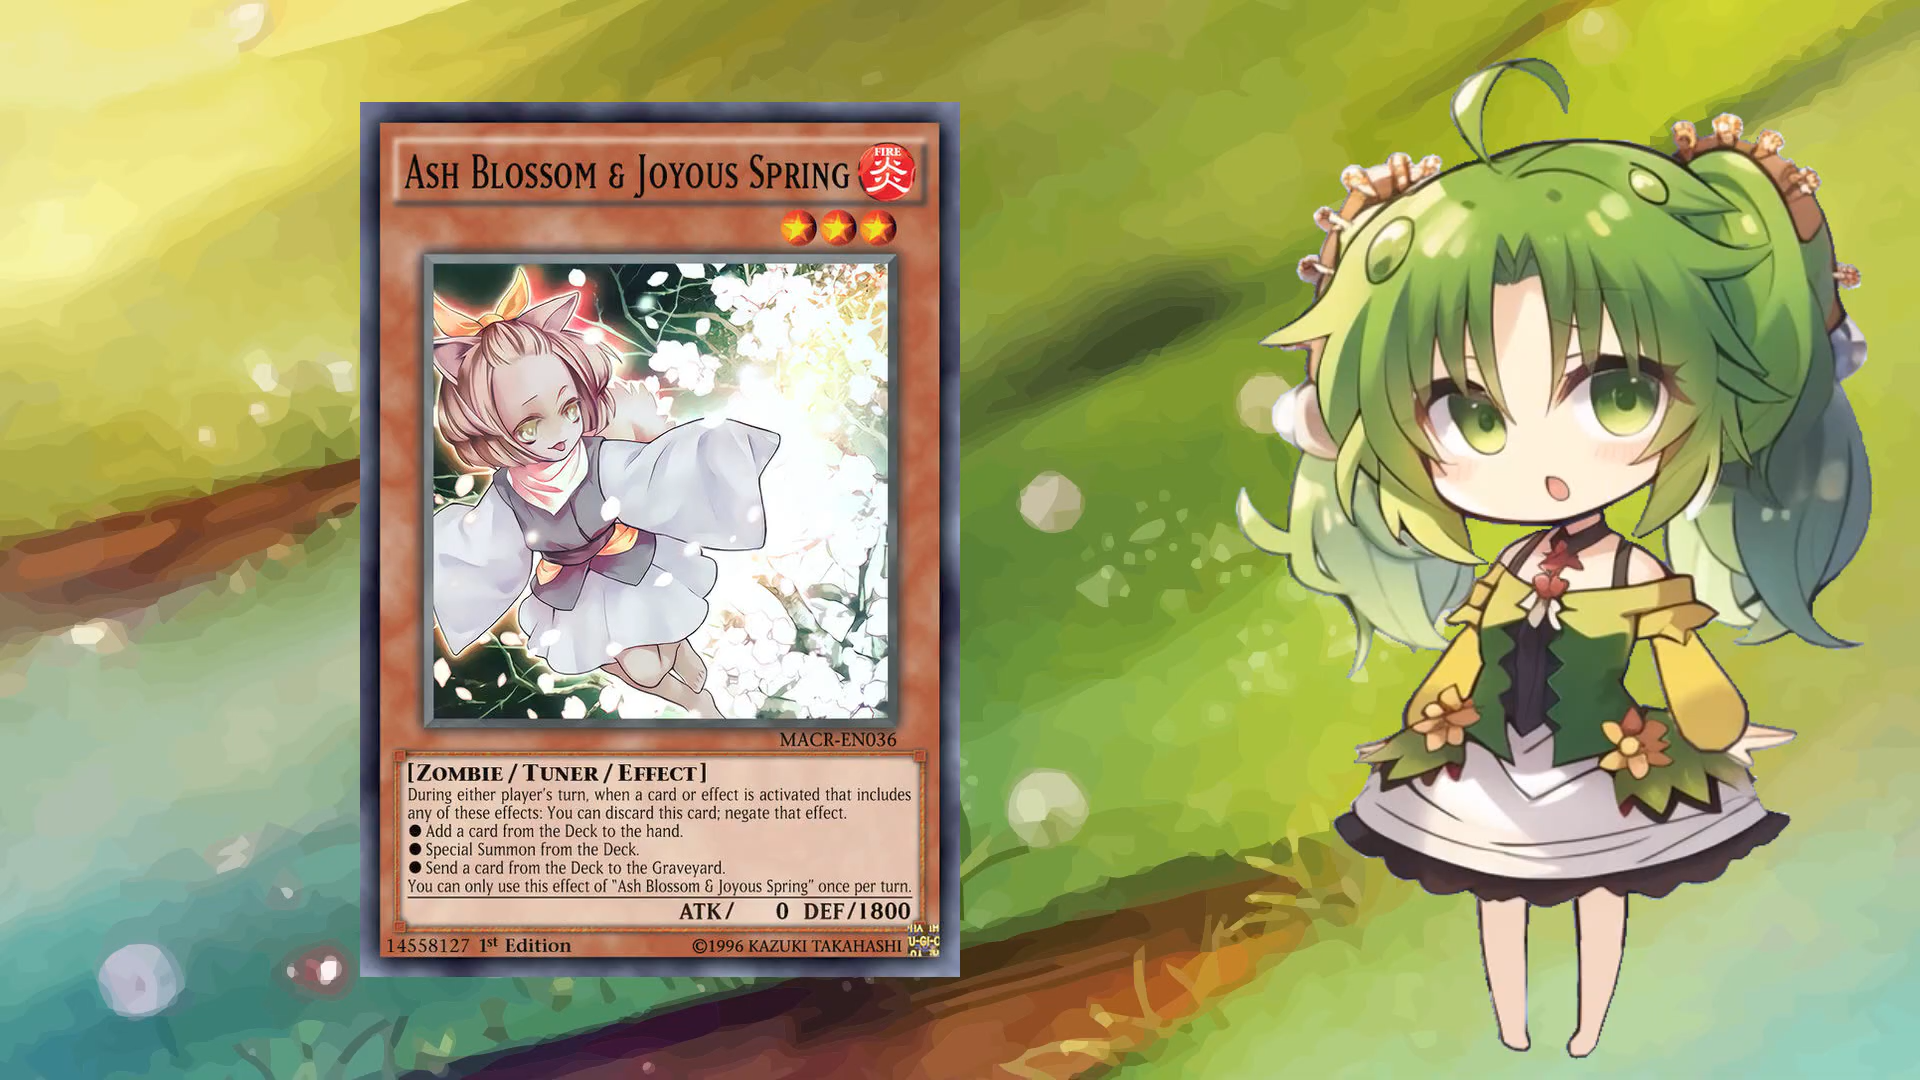 ASH BLOSSOM & JOYOUS SPRING
FIRE
炎
MACR-EN036
[ZOMBIE / TUNER / EFFECT]
During either player's turn, when a card or effect is activated that includes
any of these effects: You can discard this card; negate that effect.
● Add a card from the Deck to the hand.
● Special Summon from the Deck.
● Send a card from the Deck to the Graveyard.
You can only use this effect of "Ash Blossom & Joyous Spring" once per turn.
ATK/ 0 DEF/1800
14558127 1st Edition ©1996 KAZUKI TAKAHASHI